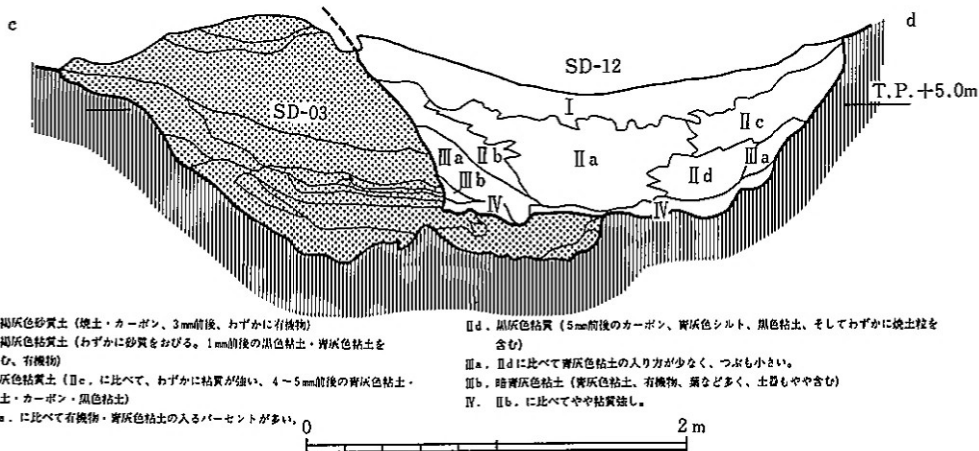 c
d
SD-12
T.P.+5.0m
SD-03
I
Ⅱc
Ⅲa
Ⅱb
Ⅱa
Ⅲa
Ⅲb
Ⅱd
Ⅳ
Ⅳ
褐灰色砂質土(焼土・カーボン、3mm前後、わずかに有機物)
褐灰色粘質土(わずかに砂質をおびる。1mm前後の黒色粘土・青灰色粘土を
む、有機物)
灰色粘質土(Ⅱc.に比べて、わずかに粘質が強い、4～5mm前後の青灰色粘土・
土・カーボン・黒色粘土)
a.に比べて有機物・青灰色粘土の入るパーセントが多い。
Ⅱd.黒灰色粘質(5mm前後のカーボン、青灰色シルト、黒色粘土、そしてわずかに焼土粒を
含む)
Ⅲa.Ⅱdに比べて青灰色粘土の入り方が少なく、つぶも小さい。
Ⅲb.暗青灰色粘土(青灰色粘土、有機物、葉など多く、土器もやや含む)
Ⅳ.Ⅱb.に比べてやや粘質強し。
0
2m